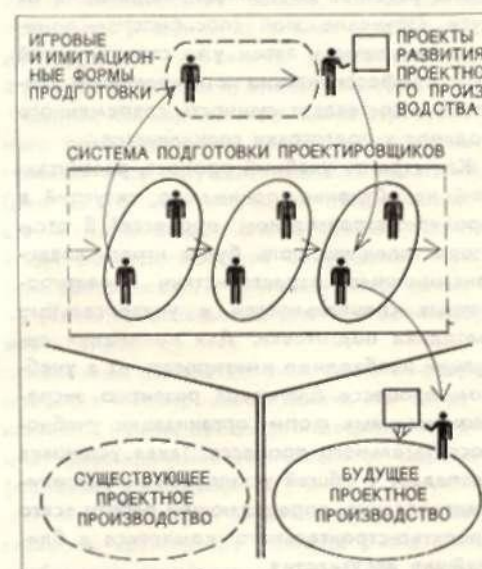 ИГРОВЫЕ
И ИМИТАЦИОН-
НЫЕ ФОРМЫ
ПРОДГОТОВКИ
ПРОЕКТЫ
РАЗВИТИЯ
ПРОЕКТНО-
ГО ПРОИЗ-
ВОДСТВА
СИСТЕМА ПОДГОТОВКИ ПРОЕКТИРОВЩИКОВ
СУЩЕСТВУЮЩЕЕ
ПРОЕКТНОЕ
ПРОИЗВОДСТВО
БУДУЩЕЕ
ПРОЕКТНОЕ
ПРОИЗВОДСТВО